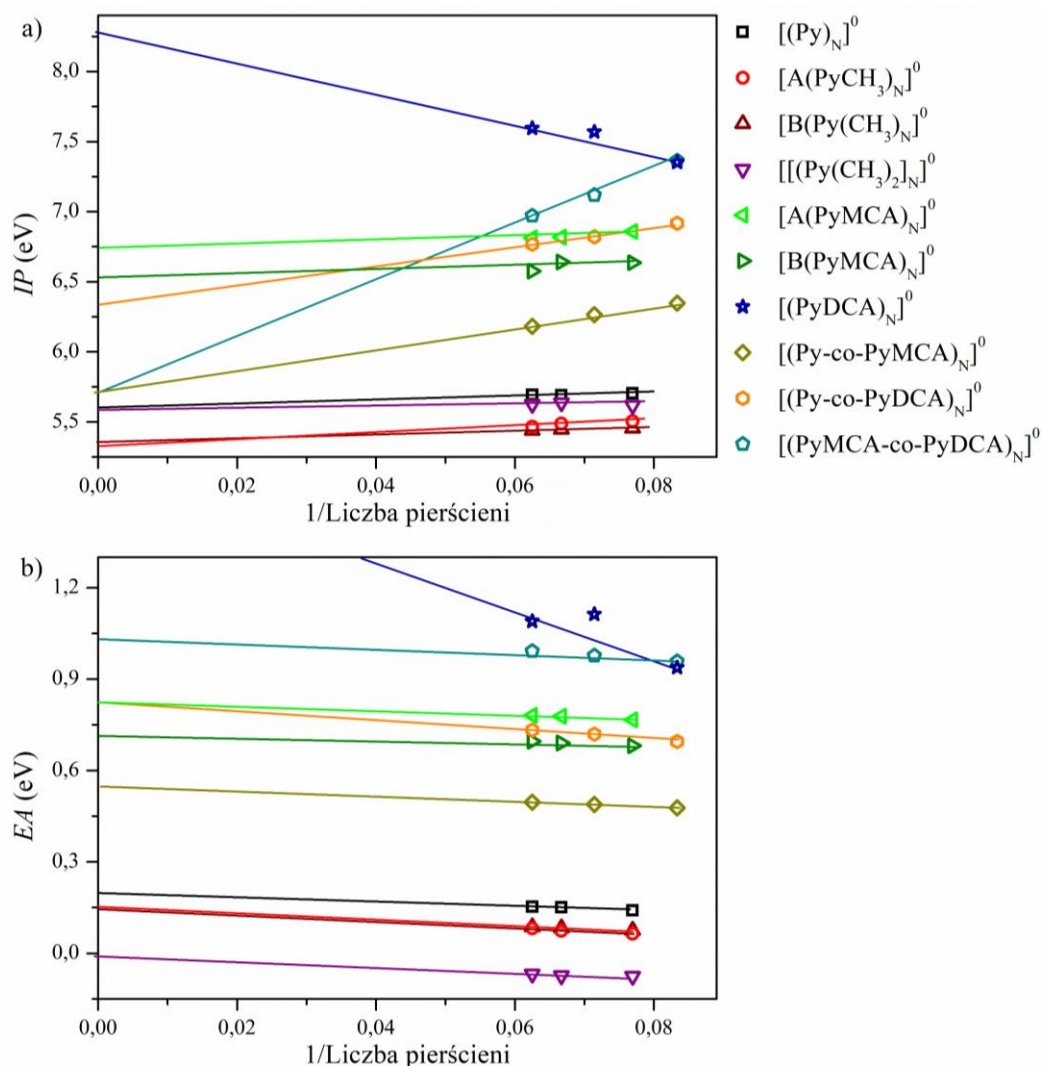 a)
8,0
7,5
7,0
6,5
6,0
5,5
IP (eV)
0,00 0,02 0,04 0,06 0,08
1/Liczba pierścieni
[(Py)N]0
[A(PyCH3)N]0
[B(Py(CH3)N]0
[[(Py(CH3)2]N]0
[A(PyMCA)N]0
[B(PyMCA)N]0
[(PyDCA)N]0
[(Py-co-PyMCA)N]0
[(Py-co-PyDCA)N]0
[(PyMCA-co-PyDCA)N]0
b)
1,2
0,9
0,6
0,3
0,0
EA (eV)
0,00 0,02 0,04 0,06 0,08
1/Liczba pierścieni